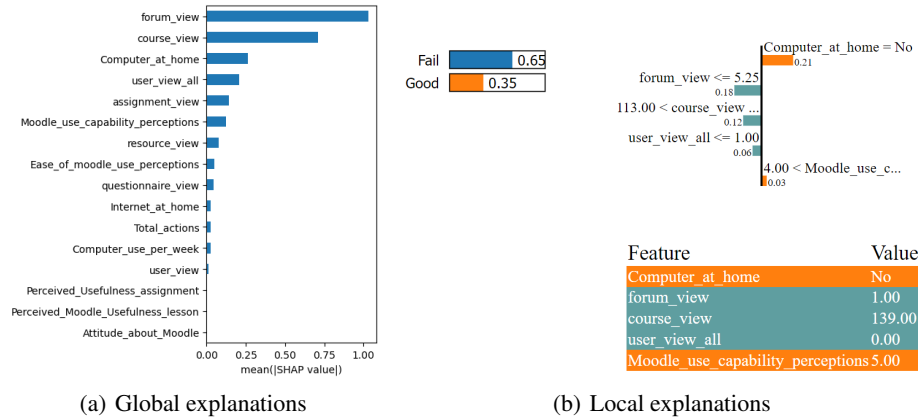 forum_view
course_view
Computer_at_home
user_view_all
assignment_view
Moodle_use_capability_perceptions
resource_view
Ease_of_moodle_use_perceptions
questionnaire_view
Internet_at_home
Total_actions
Computer_use_per_week
user_view
Perceived_Usefulness_assignment
Perceived_Moodle_Usefulness_lesson
Attitude_about_Moodle
0.00 0.25 0.50 0.75 1.00
mean(|SHAP value|)
(a) Global explanations
Fail 0.65
Good 0.35
Computer_at_home = No
0.21
forum_view <= 5.25
0.18
113.00 < course_view ...
0.12
user_view_all <= 1.00
0.06
4.00 < Moodle_use_c...
0.03
Feature Value
Computer_at_home No
forum_view 1.00
course_view 139.00
user_view_all 0.00
Moodle_use_capability_perceptions 5.00
(b) Local explanations